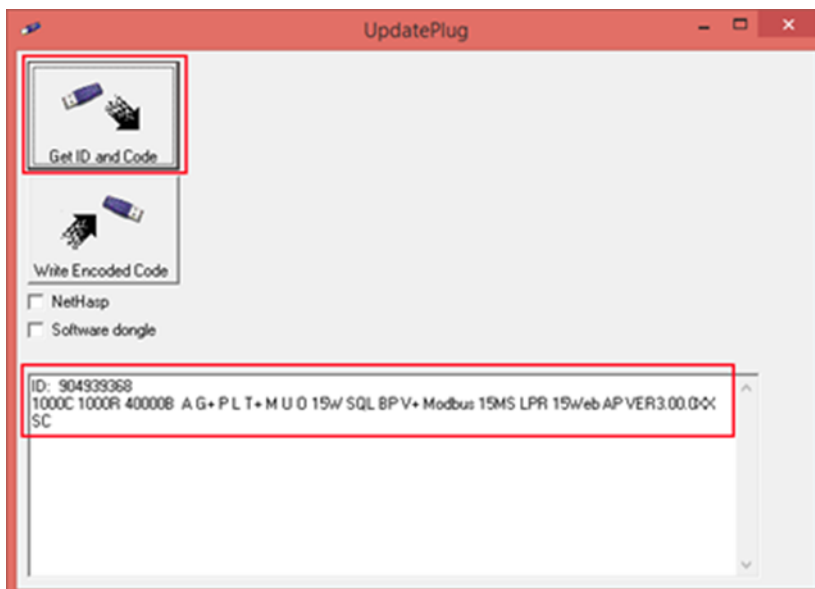 UpdatePlug
Get ID and Code
Write Encoded Code
NetHasp
Software dongle
ID: 904939368
1000C 1000R 40000B A G+ P L T+ M U O 15W SQL BP V+ Modbus 15MS LPR 15Web AP VER3.00.0XX
SC